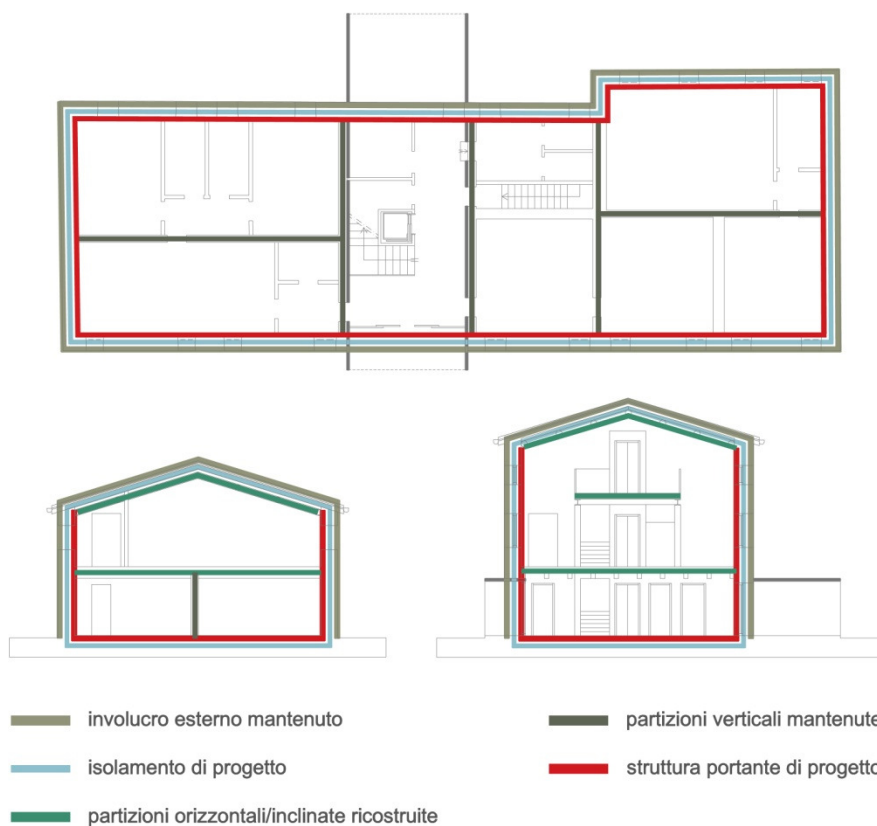 involucro esterno mantenuto
partizioni verticali mantenute
isolamento di progetto
struttura portante di progetto
partizioni orizzontali/inclinate ricostruite